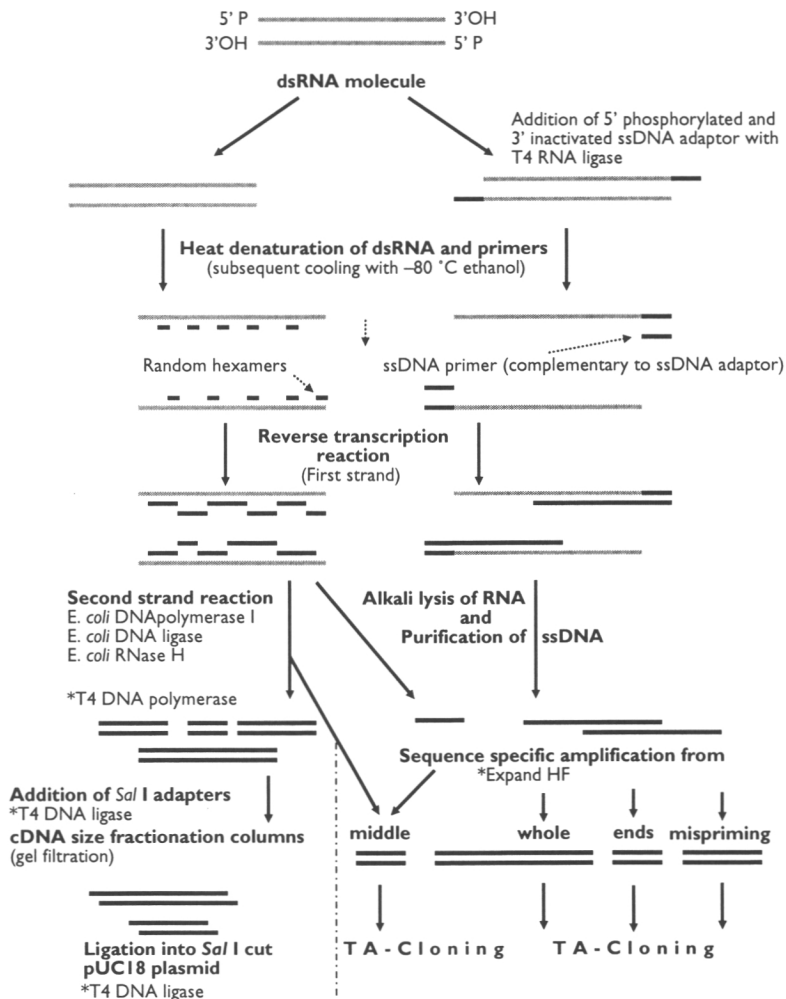 5' P 3'OH
3'OH 5' P
dsRNA molecule
Addition of 5' phosphorylated and
3' inactivated ssDNA adaptor with
T4 RNA ligase
Heat denaturation of dsRNA and primers
(subsequent cooling with –80 ˚C ethanol)
Random hexamers
ssDNA primer (complementary to ssDNA adaptor)
Reverse transcription
reaction
(First strand)
Second strand reaction
E. coli DNApolymerase I
E. coli DNA ligase
E. coli RNase H
*T4 DNA polymerase
Alkali lysis of RNA
and
Purification of ssDNA
Sequence specific amplification from
*Expand HF
Addition of Sal I adapters
*T4 DNA ligase
cDNA size fractionation columns
(gel filtration)
middle whole ends mispriming
Ligation into Sal I cut
pUC18 plasmid
*T4 DNA ligase
TA-Cloning TA-Cloning